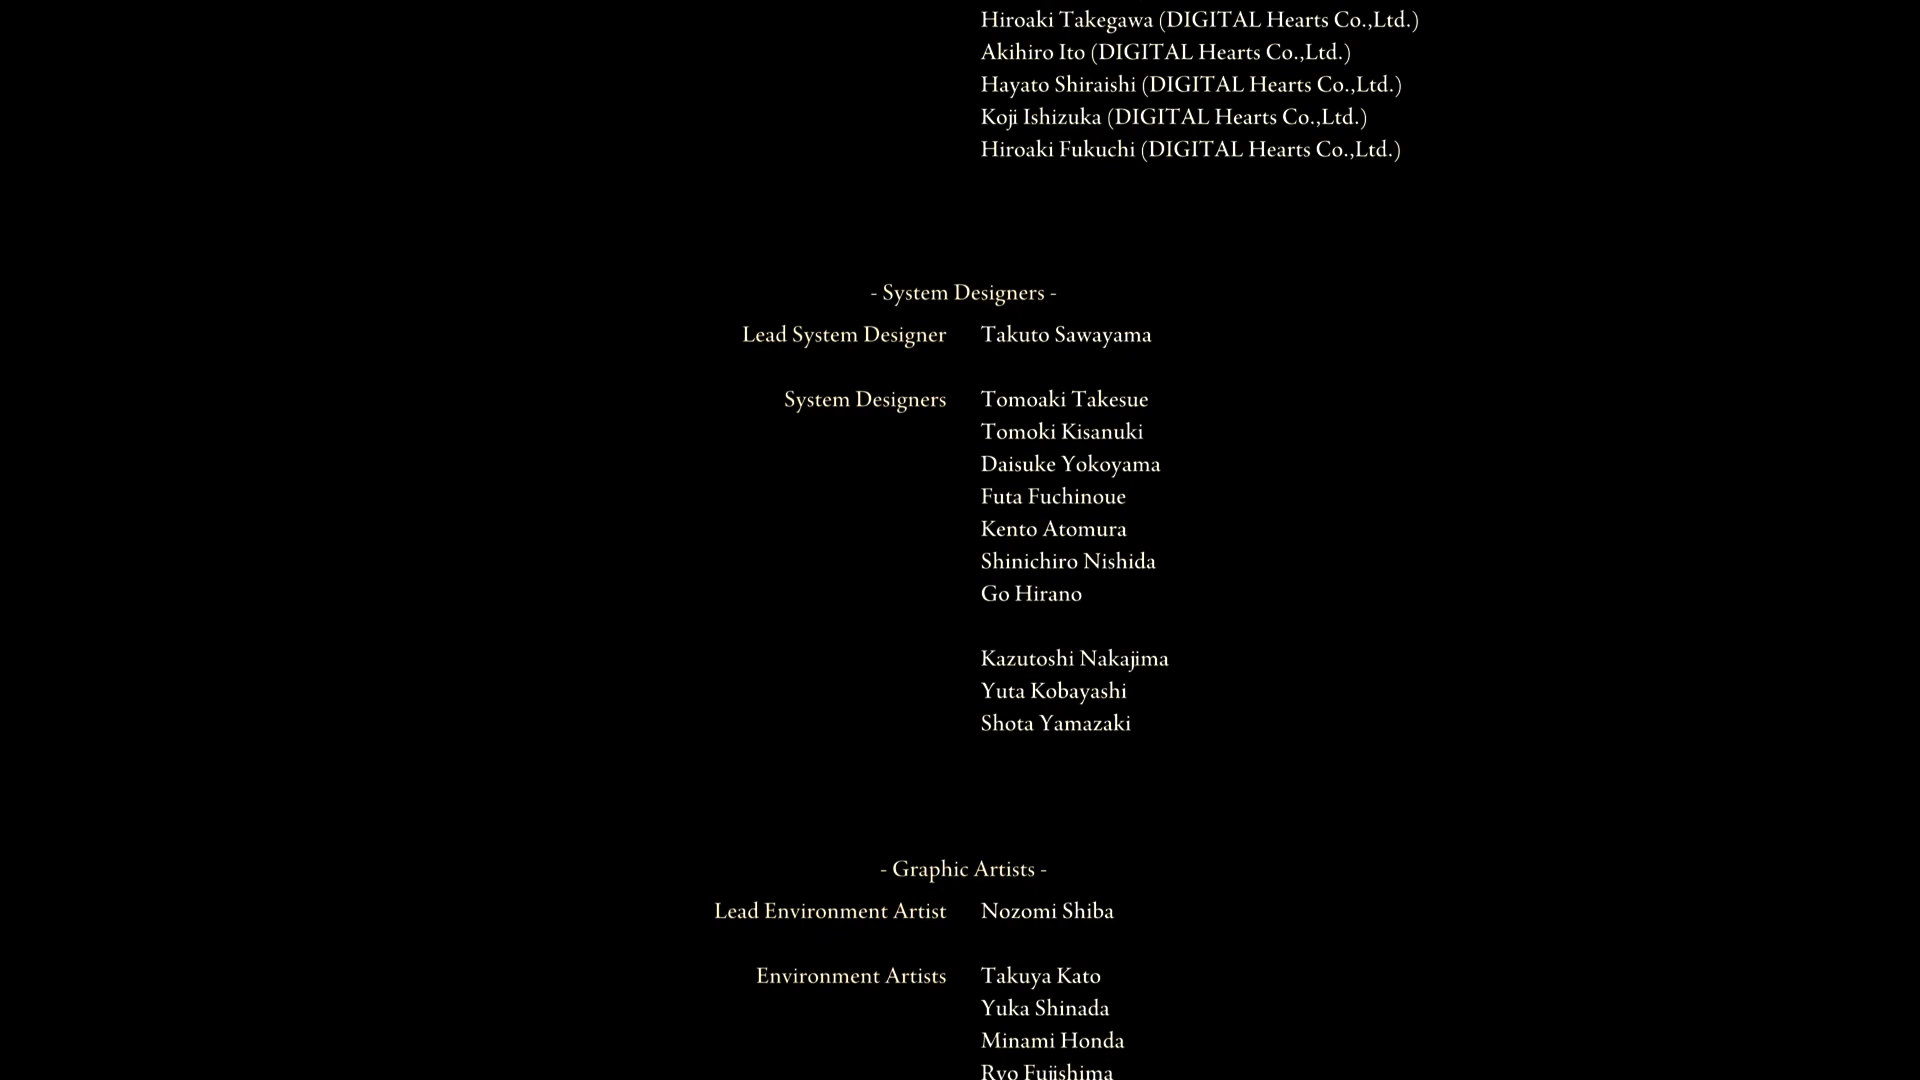 Hiroaki Takegawa (DIGITAL Hearts Co.,Ltd.)
Akihiro Ito (DIGITAL Hearts Co.,Ltd.)
Hayato Shiraishi (DIGITAL Hearts Co.,Ltd.)
Koji Ishizuka (DIGITAL Hearts Co.,Ltd.)
Hiroaki Fukuchi (DIGITAL Hearts Co.,Ltd.)
- System Designers -
Lead System Designer Takuto Sawayama
System Designers Tomoaki Takesue
Tomoki Kisanuki
Daisuke Yokoyama
Futa Fuchinoue
Kento Atomura
Shinichiro Nishida
Go Hirano
Kazutoshi Nakajima
Yuta Kobayashi
Shota Yamazaki
- Graphic Artists -
Lead Environment Artist Nozomi Shiba
Environment Artists Takuya Kato
Yuka Shinada
Minami Honda
Ryo Fujishima